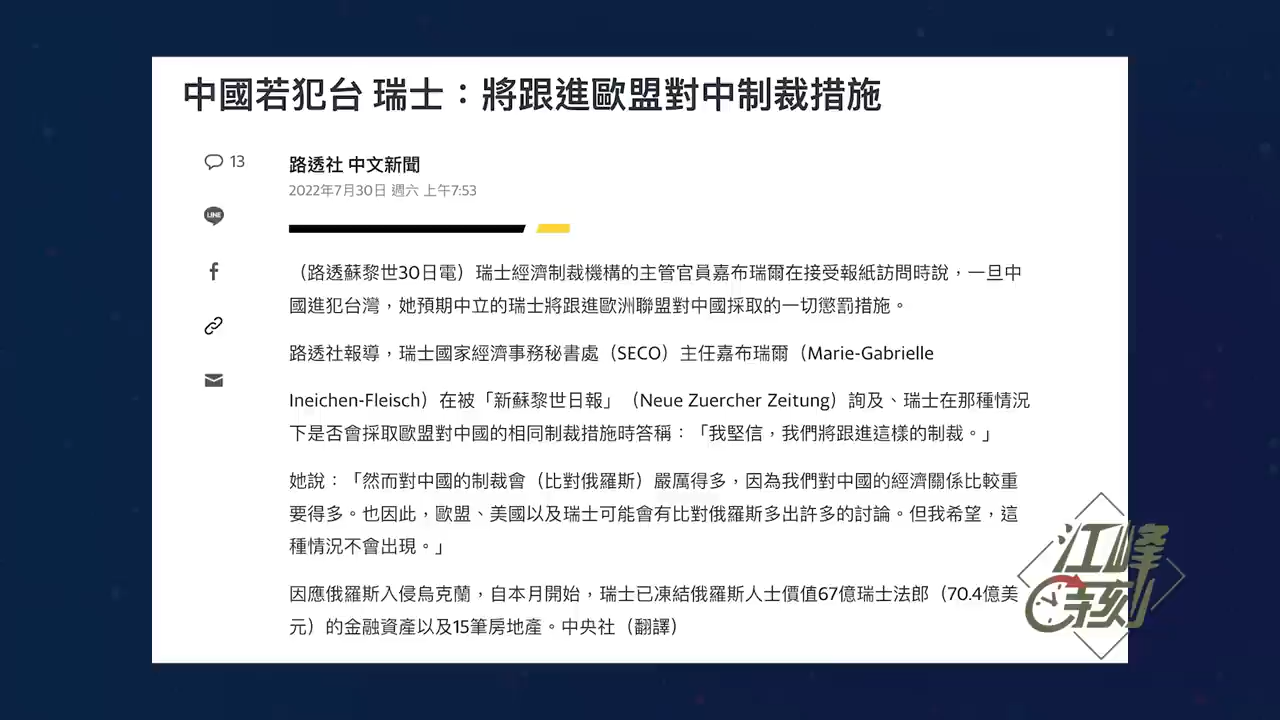 中國若犯台 瑞士：將跟進歐盟對中制裁措施
13
路透社 中文新聞
2022年7月30日 週六 上午7:53
LINE
（路透蘇黎世30日電）瑞士經濟制裁機構的主管官員嘉布瑞爾在接受報紙訪問時說，一旦中
國進犯台灣，她預期中立的瑞士將跟進歐洲聯盟對中國採取的一切懲罰措施。
路透社報導，瑞士國家經濟事務秘書處（SECO）主任嘉布瑞爾（Marie-Gabrielle
Ineichen-Fleisch）在被「新蘇黎世日報」（Neue Zuercher Zeitung）詢及、瑞士在那種情況
下是否會採取歐盟對中國的相同制裁措施時答稱：「我堅信，我們將跟進這樣的制裁。」
她說：「然而對中國的制裁會（比對俄羅斯）嚴厲得多，因為我們對中國的經濟關係比較重
要得多。也因此，歐盟、美國以及瑞士可能會有比對俄羅斯多出許多的討論。但我希望，這
種情況不會出現。」
因應俄羅斯入侵烏克蘭，自本月開始，瑞士已凍結俄羅斯人士價值67億瑞士法郎（70.4億美
元）的金融資產以及15筆房地產。中央社（翻譯）
江峰
時刻